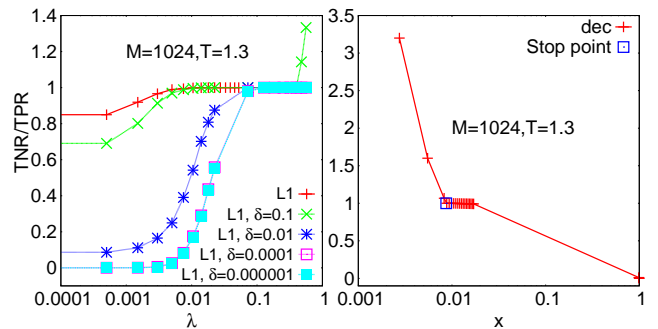 1.4
1.2
1
0.8
0.6
0.4
0.2
0
TNR/TPR
M=1024,T=1.3
L1
L1, δ=0.1
L1, δ=0.01
L1, δ=0.0001
L1, δ=0.000001
0.0001 0.001 0.01 0.1 1
λ
3.5
3
2.5
2
1.5
1
0.5
0
dec
Stop point
M=1024,T=1.3
0.001 0.01 0.1 1
x